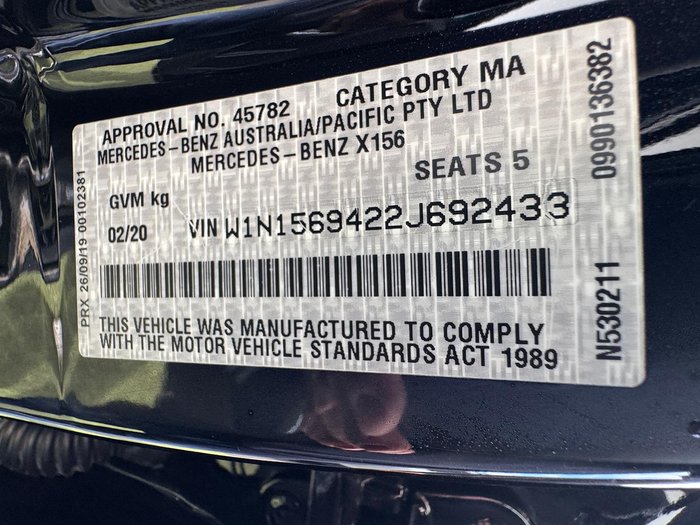 APPROVAL NO. 45782 CATEGORY MA
MERCEDES-BENZ AUSTRALIA/PACIFIC PTY LTD
MERCEDES-BENZ X156
SEATS 5
GVM kg
02/20 VIN W1N1569422J692433
THIS VEHICLE WAS MANUFACTURED TO COMPLY
WITH THE MOTOR VEHICLE STANDARDS ACT 1989
PRX 26/09/19 00102381
N530211 0990136382